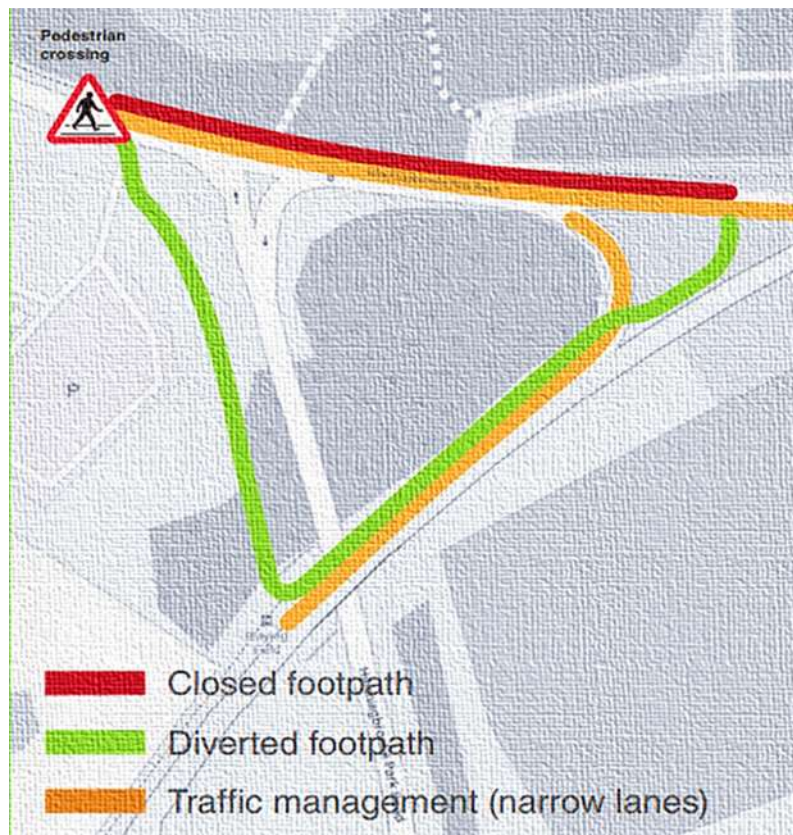 Pedestrian
crossing
P
Closed footpath
Diverted footpath
Traffic management (narrow lanes)